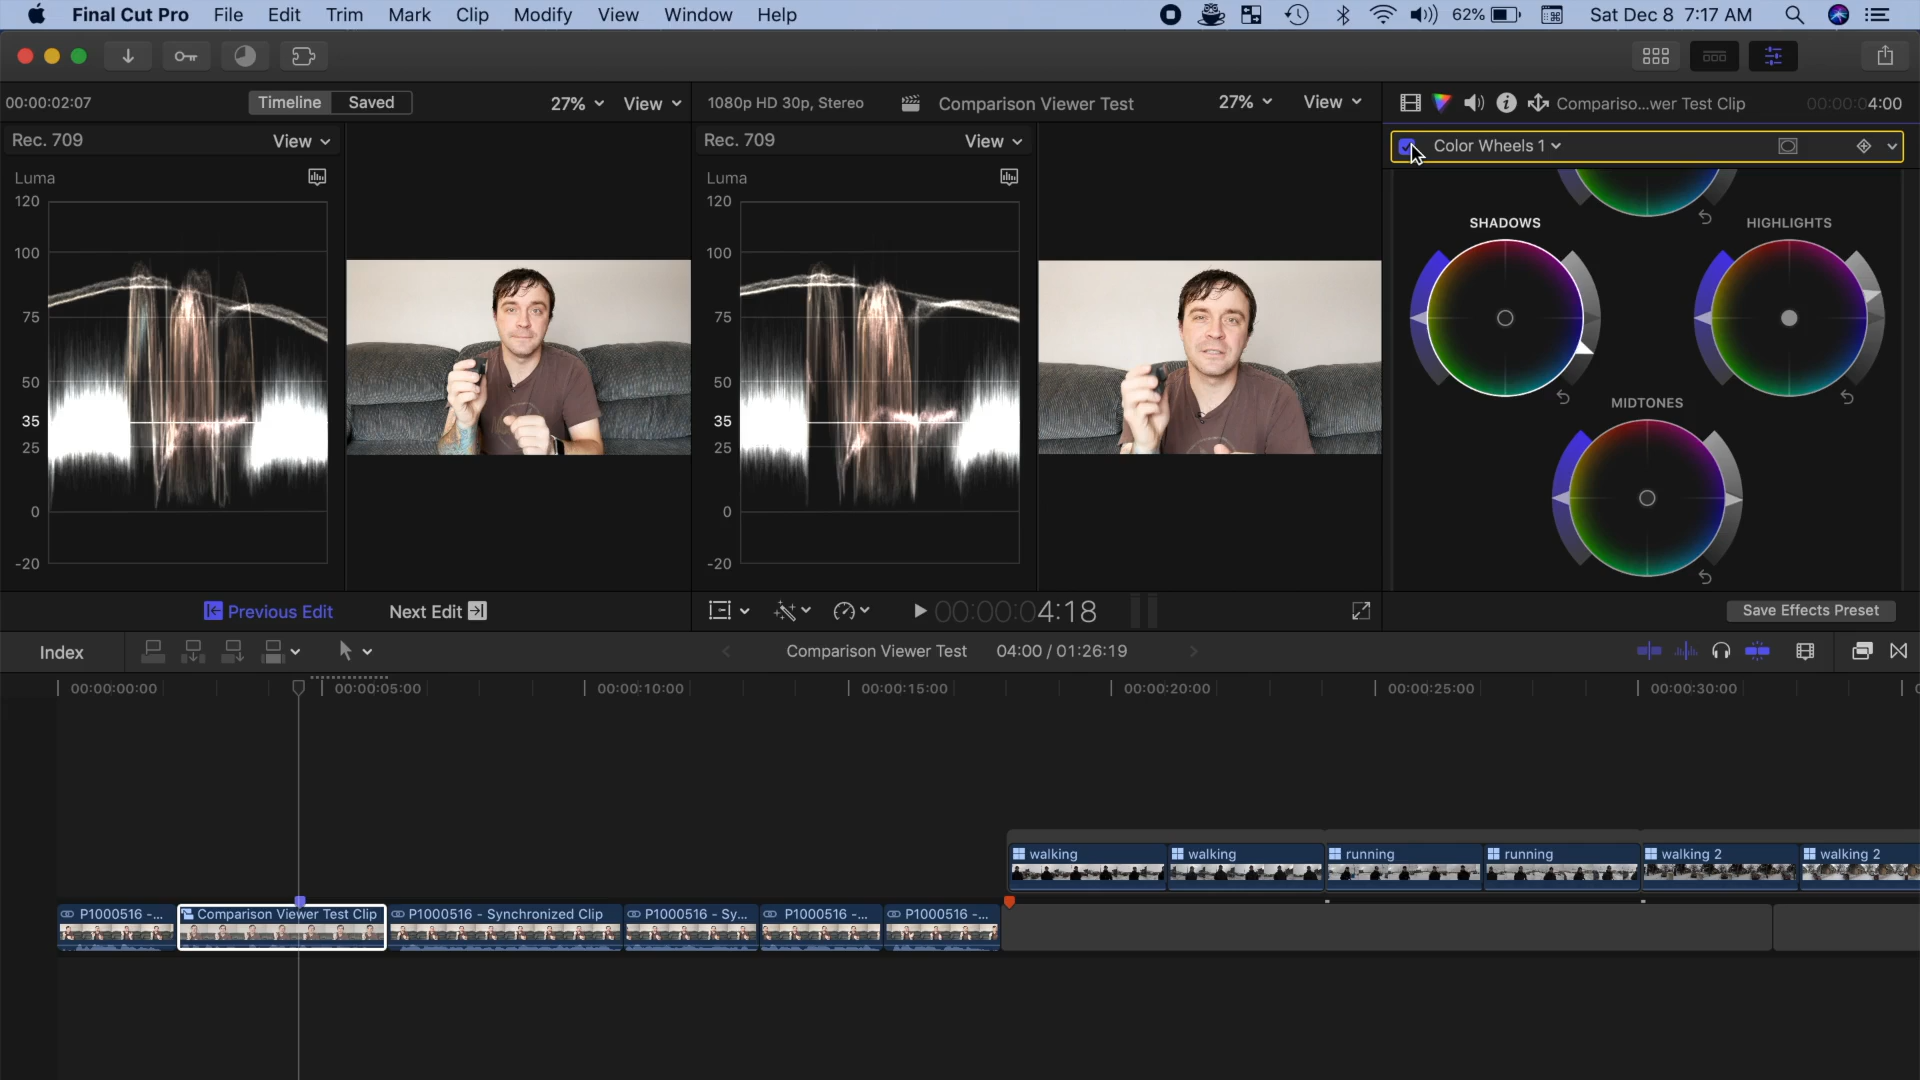 Final Cut Pro File Edit Trim Mark Clip Modify View Window Help 62% Sat Dec 8 7:17 AM
00:00:02:07 Timeline Saved 27% View 1080p HD 30p, Stereo Comparison Viewer Test 27% View Compariso...wer Test Clip 00:00:04:00
Rec. 709 View Rec. 709 View Color Wheels 1
Luma Luma
120 120
100 100
75 75
50 50
35 35
25 25
0 0
-20 -20
SHADOWS HIGHLIGHTS
MIDTONES
Previous Edit Next Edit 00:00:04:18 Save Effects Preset
Index Comparison Viewer Test 04:00 / 01:26:19
00:00:00:00 00:00:05:00 00:00:10:00 00:00:15:00 00:00:20:00 00:00:25:00 00:00:30:00
walking walking running running walking 2 walking 2
P1000516 -... Comparison Viewer Test Clip P1000516 - Synchronized Clip P1000516 - Sy... P1000516 -... P1000516 -...